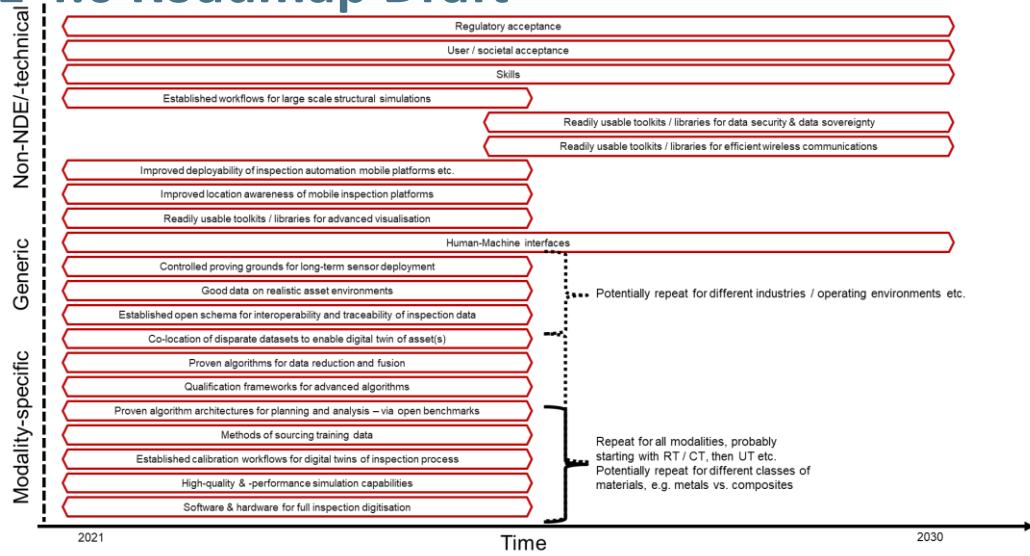 Roadmap Draft
Non-NDE/-technical
Regulatory acceptance
User / societal acceptance
Skills
Established workflows for large scale structural simulations
Readily usable toolkits / libraries for data security & data sovereignty
Readily usable toolkits / libraries for efficient wireless communications
Improved deployability of inspection automation mobile platforms etc.
Improved location awareness of mobile inspection platforms
Readily usable toolkits / libraries for advanced visualisation
Generic
Human-Machine interfaces
Controlled proving grounds for long-term sensor deployment
Good data on realistic asset environments
Potentially repeat for different industries / operating environments etc.
Established open schema for interoperability and traceability of inspection data
Co-location of disparate datasets to enable digital twin of asset(s)
Modality-specific
Proven algorithms for data reduction and fusion
Qualification frameworks for advanced algorithms
Proven algorithm architectures for planning and analysis – via open benchmarks
Methods of sourcing training data
Established calibration workflows for digital twins of inspection process
High-quality & -performance simulation capabilities
Software & hardware for full inspection digitisation
Repeat for all modalities, probably
starting with RT / CT, then UT etc.
Potentially repeat for different classes of
materials, e.g. metals vs. composites
2021
Time
2030